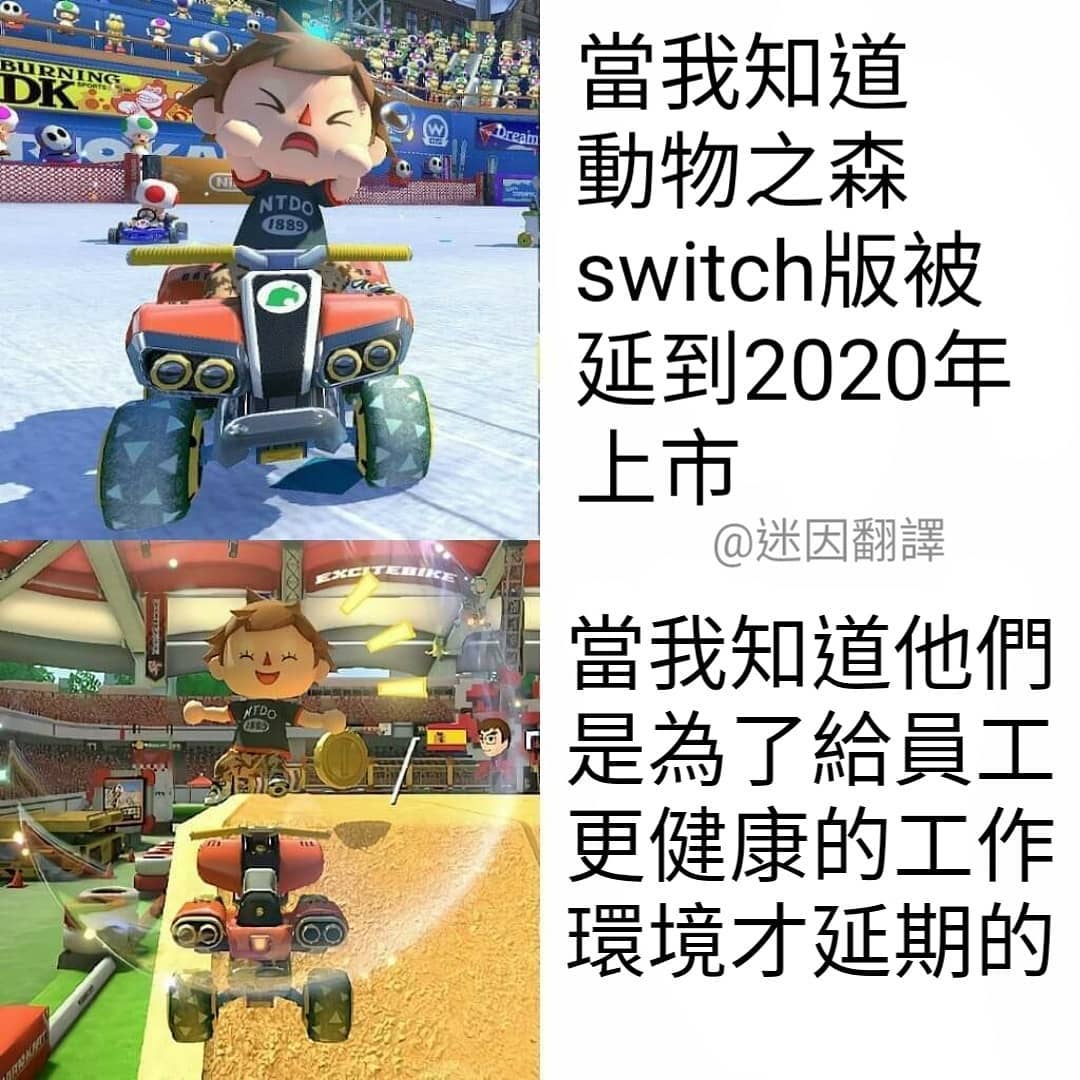 BURNING
DK
SPORTS
W
Dream
NTDO
1889
當我知道
動物之森
switch版被
延到2020年
上市
@迷因翻譯
EXCITEBIKE
NTDO
1889
當我知道他們
是為了給員工
更健康的工作
環境才延期的